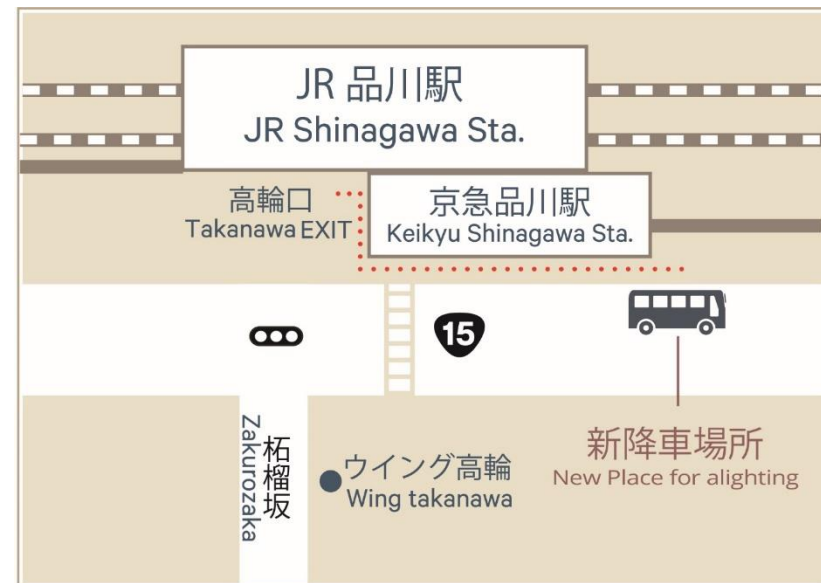 JR 品川駅
JR Shinagawa Sta.
高輪口
Takanawa EXIT
京急品川駅
Keikyu Shinagawa Sta.
15
柘榴坂
Zakurozaka
ウイング高輪
Wing takanawa
新降車場所
New Place for alighting